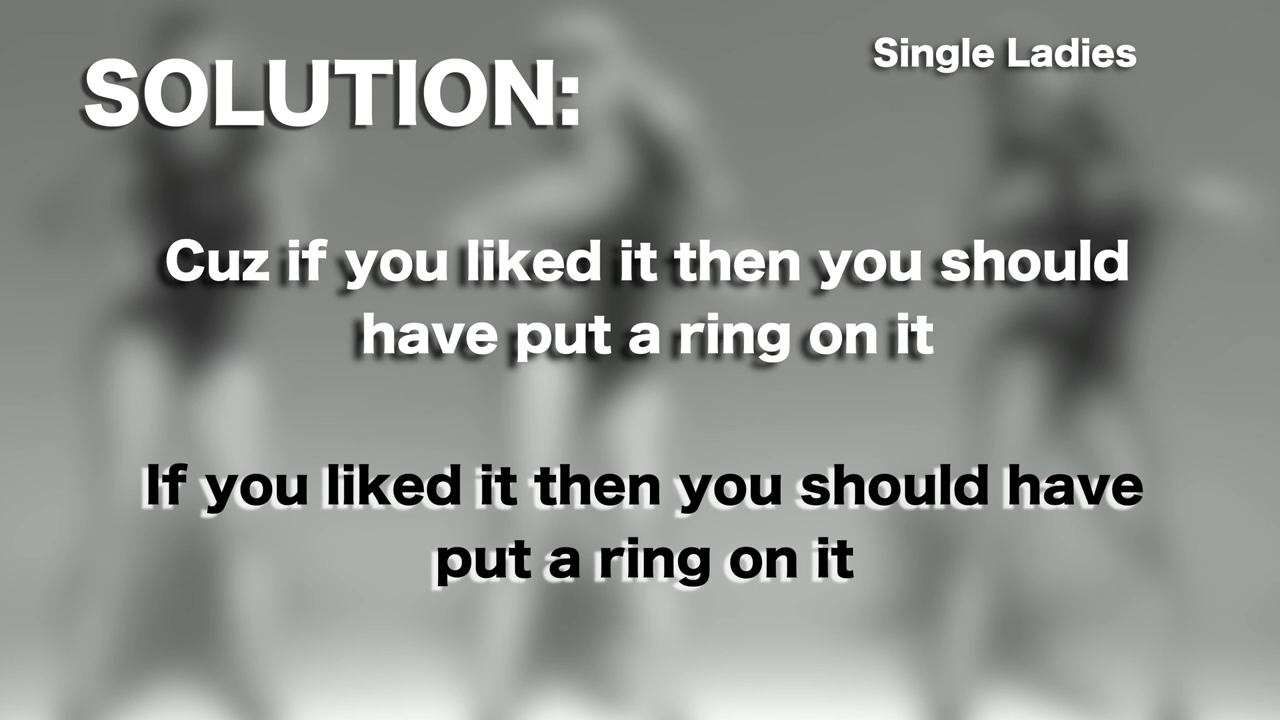 SOLUTION:
Single Ladies
Cuz if you liked it then you should
have put a ring on it
If you liked it then you should have
put a ring on it